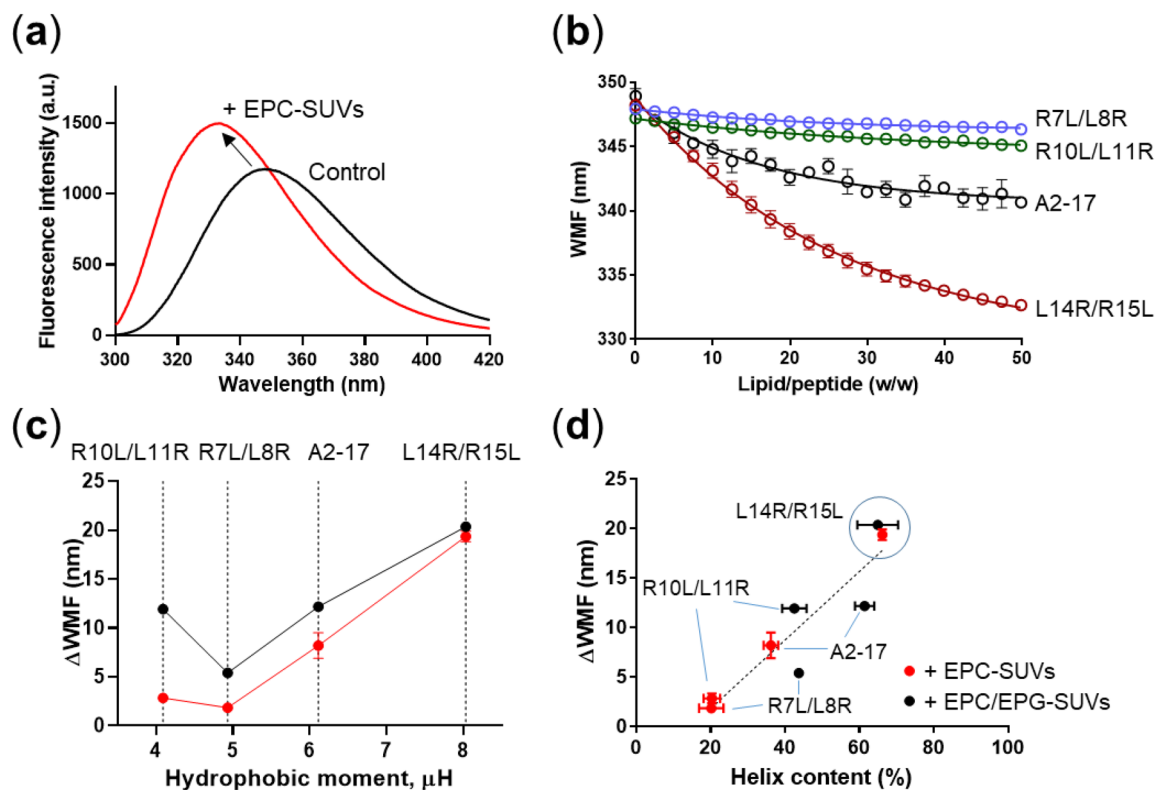 (a)
Fluorescence intensity (a.u.)
1500
1000
500
0
+ EPC-SUVs
Control
300 320 340 360 380 400 420
Wavelength (nm)
(b)
WMF (nm)
350
345
340
335
330
R7L/L8R
R10L/L11R
A2-17
L14R/R15L
0 10 20 30 40 50
Lipid/peptide (w/w)
(c)
R10L/L11R R7L/L8R A2-17 L14R/R15L
ΔWMF (nm)
25
20
15
10
5
0
4 5 6 7 8
Hydrophobic moment, μH
(d)
ΔWMF (nm)
25
20
15
10
5
0
L14R/R15L
R10L/L11R
A2-17
R7L/L8R
+ EPC-SUVs
+ EPC/EPG-SUVs
0 20 40 60 80 100
Helix content (%)